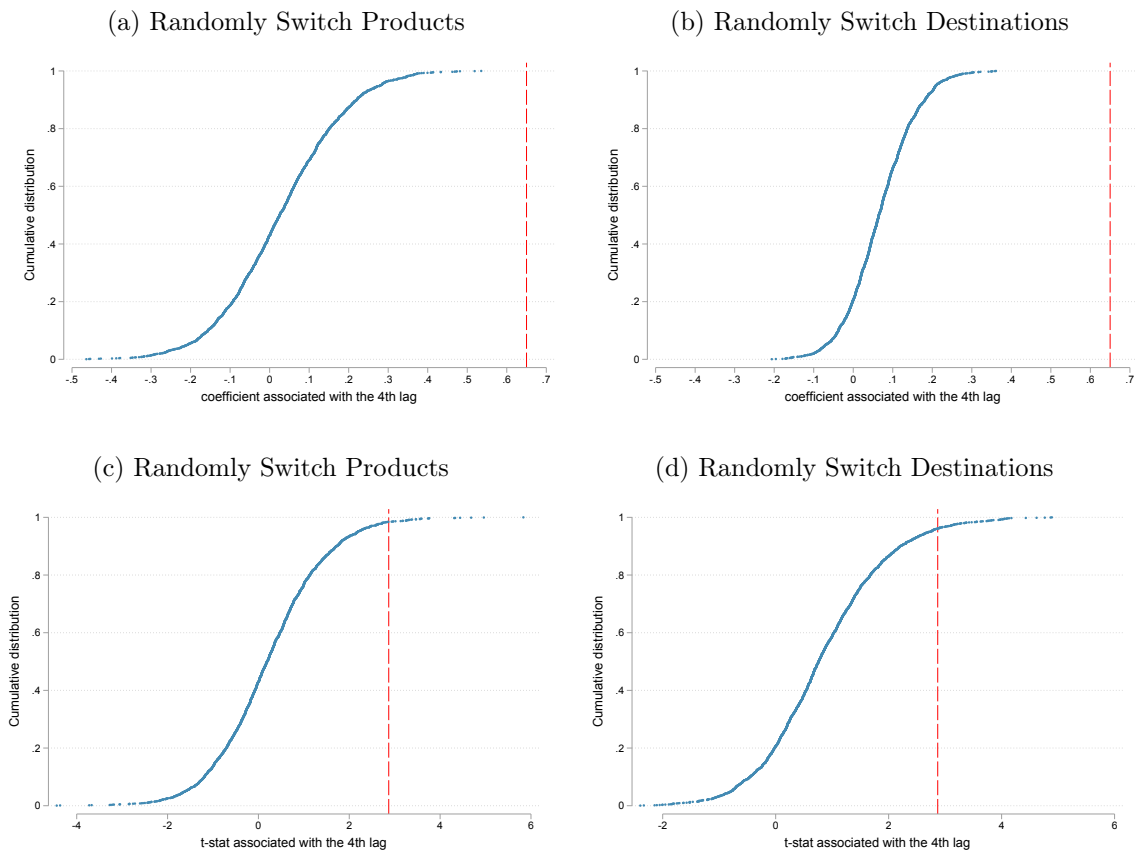 (a) Randomly Switch Products
1
.8
.6
.4
.2
0
Cumulative distribution
-.5 -.4 -.3 -.2 -.1 0 .1 .2 .3 .4 .5 .6 .7
coefficient associated with the 4th lag
(b) Randomly Switch Destinations
1
.8
.6
.4
.2
0
Cumulative distribution
-.5 -.4 -.3 -.2 -.1 0 .1 .2 .3 .4 .5 .6 .7
coefficient associated with the 4th lag
(c) Randomly Switch Products
1
.8
.6
.4
.2
0
Cumulative distribution
-4 -2 0 2 4 6
t-stat associated with the 4th lag
(d) Randomly Switch Destinations
1
.8
.6
.4
.2
0
Cumulative distribution
-2 0 2 4 6
t-stat associated with the 4th lag